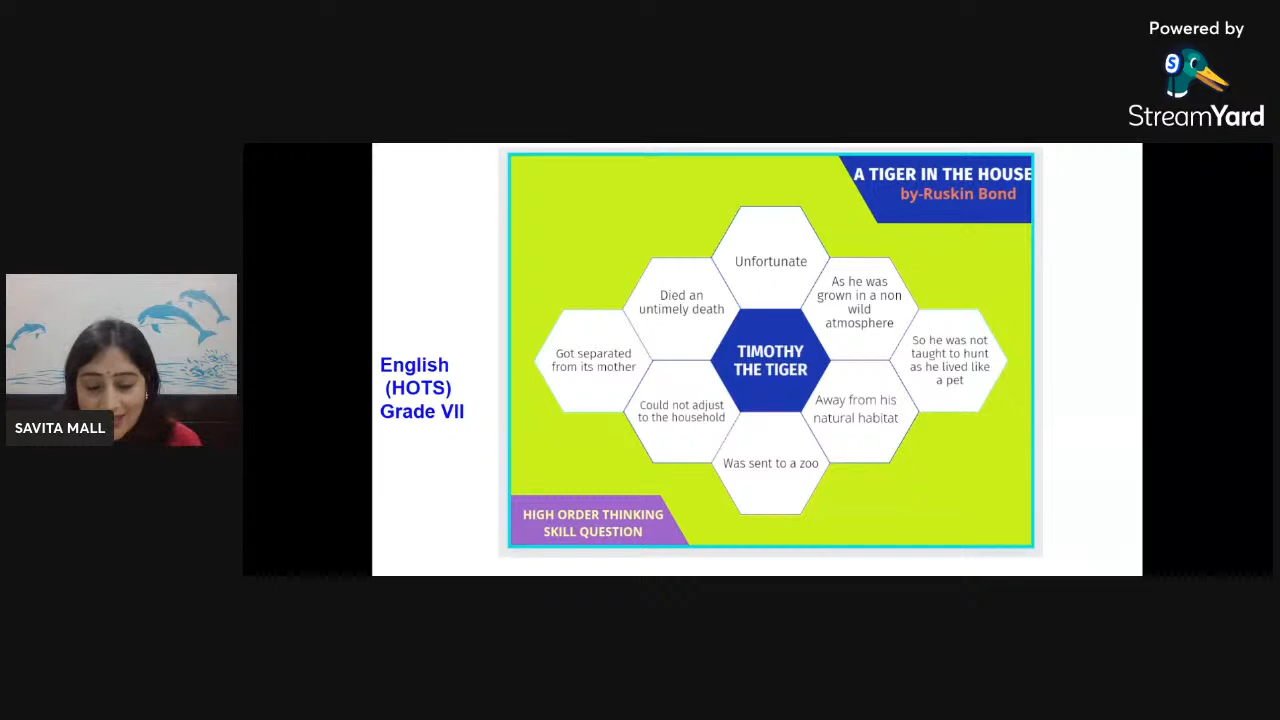 Powered by
StreamYard
A TIGER IN THE HOUSE
by-Ruskin Bond
Unfortunate
Died an
untimely death
As he was
grown in a non
wild
atmosphere
Got separated
from its mother
TIMOTHY
THE TIGER
So he was not
taught to hunt
as he lived like
a pet
Could not adjust
to the household
Away from his
natural habitat
Was sent to a zoo
HIGH ORDER THINKING
SKILL QUESTION
English
(HOTS)
Grade VII
SAVITA MALL